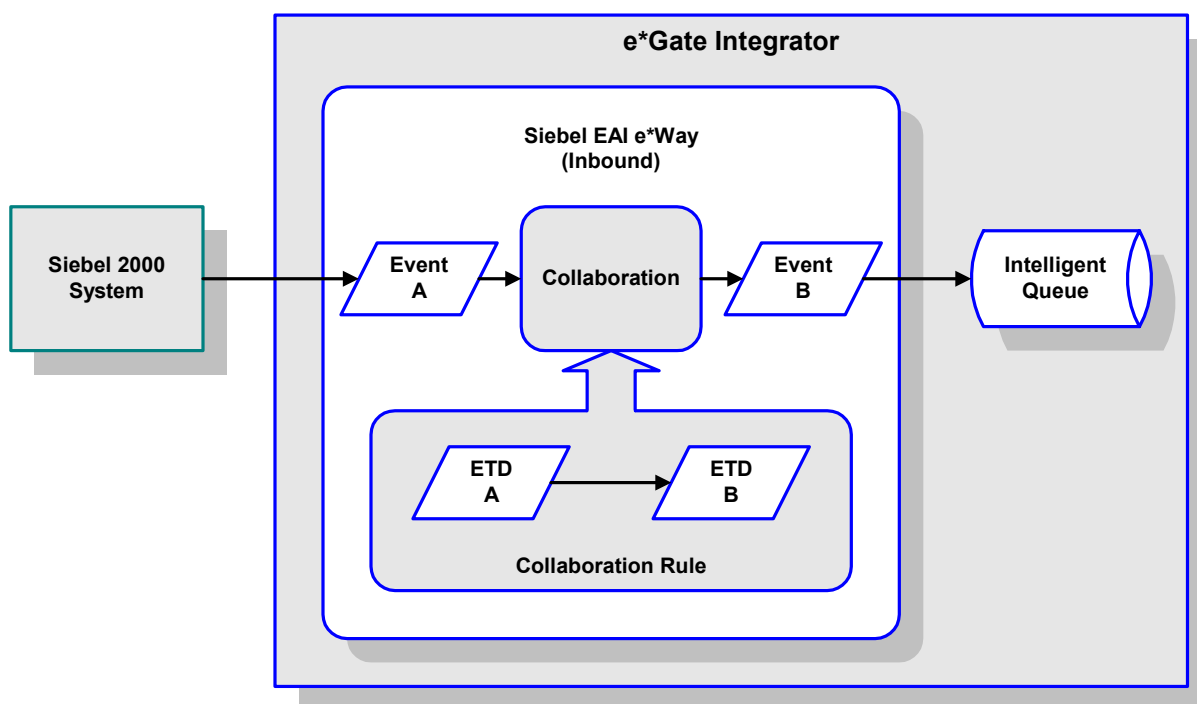 e*Gate Integrator
Siebel EAI e*Way
(Inbound)
Siebel 2000
System
Event
A
Collaboration
Event
B
Intelligent
Queue
ETD
A
ETD
B
Collaboration Rule